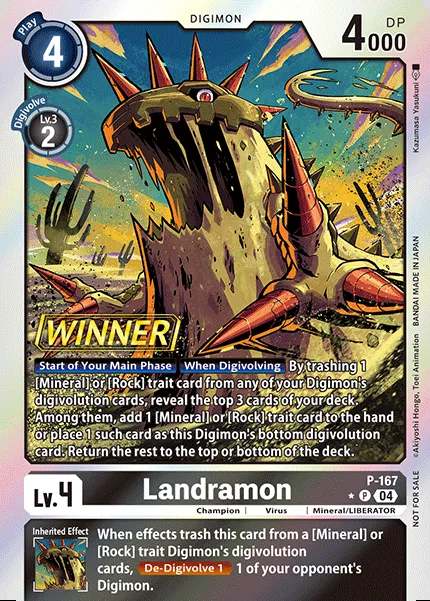 DIGIMON
Play
4
4000
DP
Digivolve
Lv.3
2
Kazumasa Yasukuni
WINNER
Start of Your Main Phase When Digivolving By trashing 1
[Mineral] or [Rock] trait card from any of your Digimon's
digivolution cards, reveal the top 3 cards of your deck.
Among them, add 1 [Mineral] or [Rock] trait card to the hand
or place 1 such card as this Digimon's bottom digivolution
card. Return the rest to the top or bottom of the deck.
©Akiyoshi Hongo, Toei Animation BANDAI MADE IN JAPAN
NOT FOR SALE
Lv.4
Landramon
P-167
P 04
Champion Virus Mineral/LIBERATOR
Inherited Effect
When effects trash this card from a [Mineral] or
[Rock] trait Digimon's digivolution
cards, De-Digivolve 1 1 of your opponent's
Digimon.